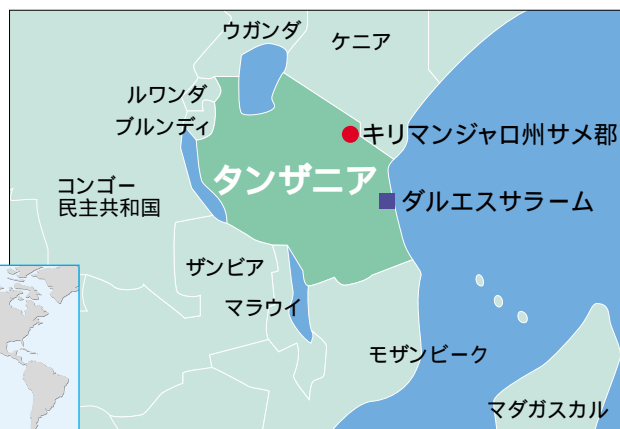 ウガンダ
ケニア
ルワンダ
ブルンディ
キリマンジャロ州サメ郡
タンザニア
コンゴー
民主共和国
ダルエスサラーム
ザンビア
マラウイ
モザンビーク
マダガスカル